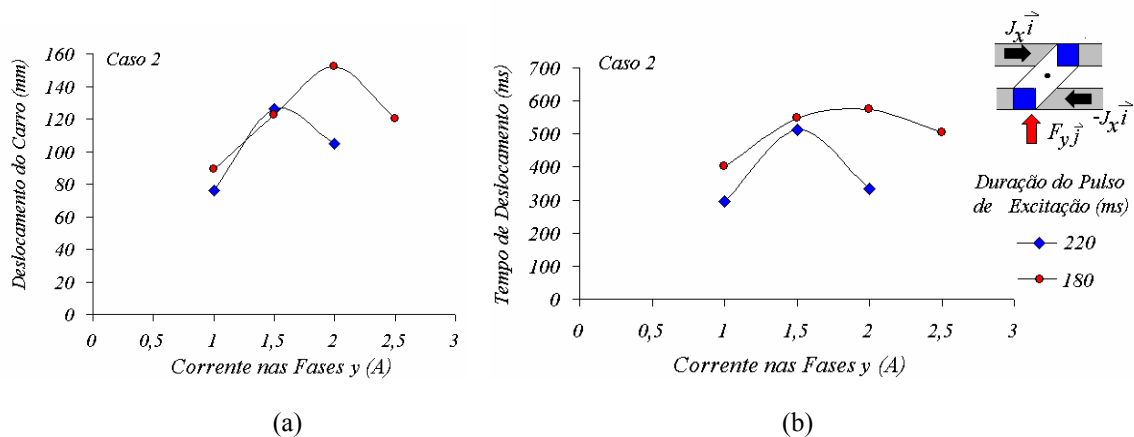 Caso 2
Deslocamento do Carro (mm)
160
140
120
100
80
60
40
20
0
0 0,5 1 1,5 2 2,5 3
Corrente nas Fases y (A)
(a)
Caso 2
Tempo de Deslocamento (ms)
700
600
500
400
300
200
100
0
0 0,5 1 1,5 2 2,5 3
Corrente nas Fases y (A)
(b)
J_x i⃗
-J_x i⃗
F_y j⃗
Duração do Pulso
de Excitação (ms)
220
180